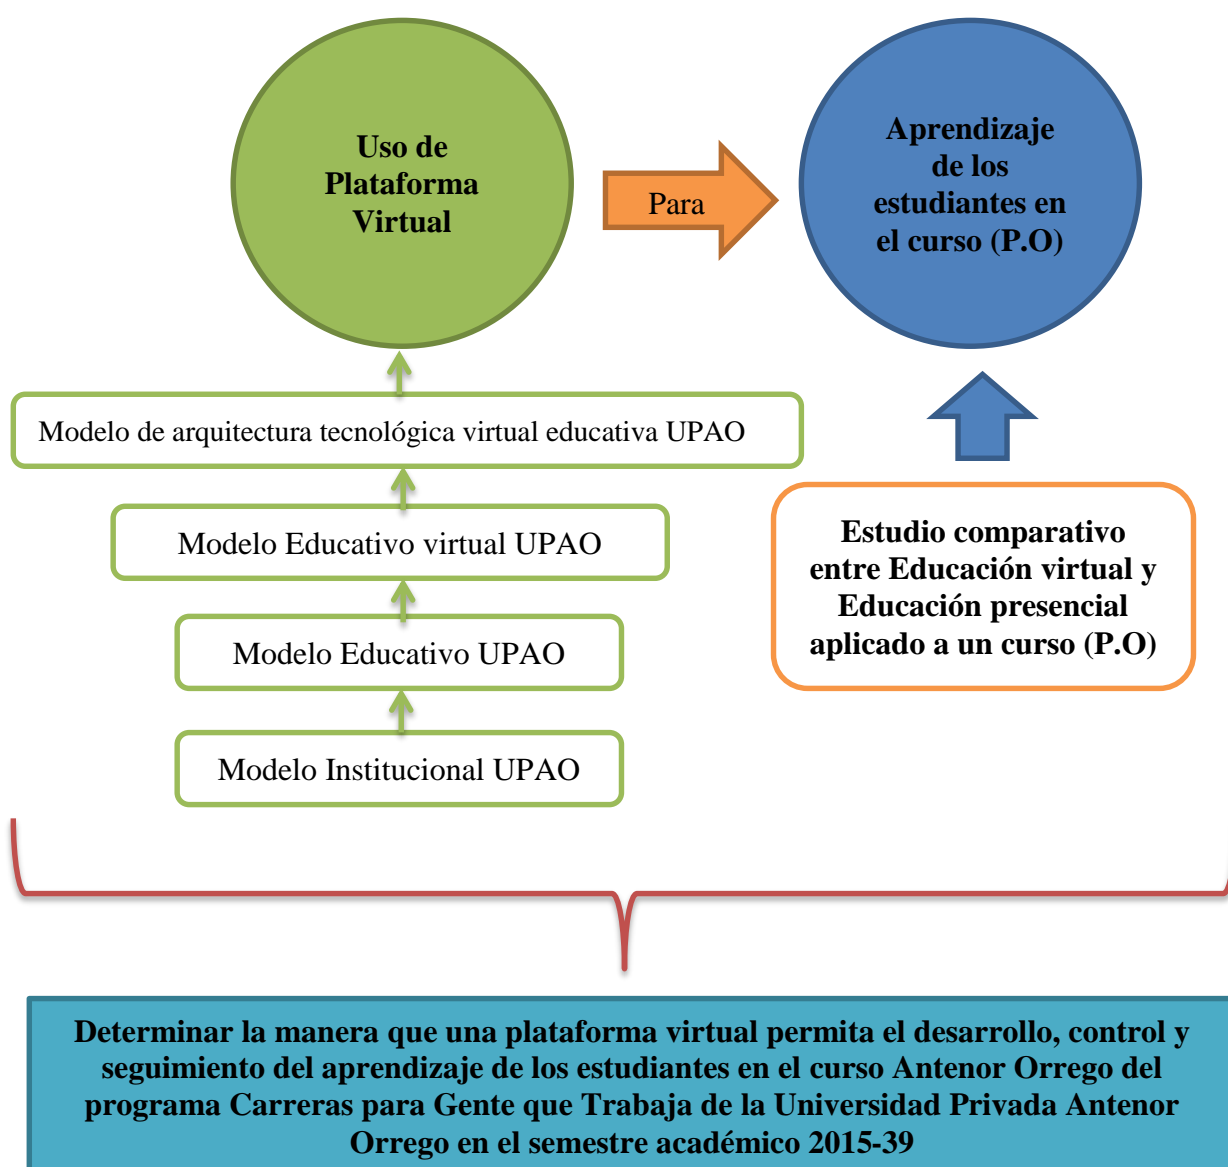 Uso de
Plataforma
Virtual
Para
Aprendizaje
de los
estudiantes en
el curso (P.O)
Modelo de arquitectura tecnológica virtual educativa UPAO
Modelo Educativo virtual UPAO
Modelo Educativo UPAO
Modelo Institucional UPAO
Estudio comparativo
entre Educación virtual y
Educación presencial
aplicado a un curso (P.O)
Determinar la manera que una plataforma virtual permita el desarrollo, control y
seguimiento del aprendizaje de los estudiantes en el curso Antenor Orrego del
programa Carreras para Gente que Trabaja de la Universidad Privada Antenor
Orrego en el semestre académico 2015-39